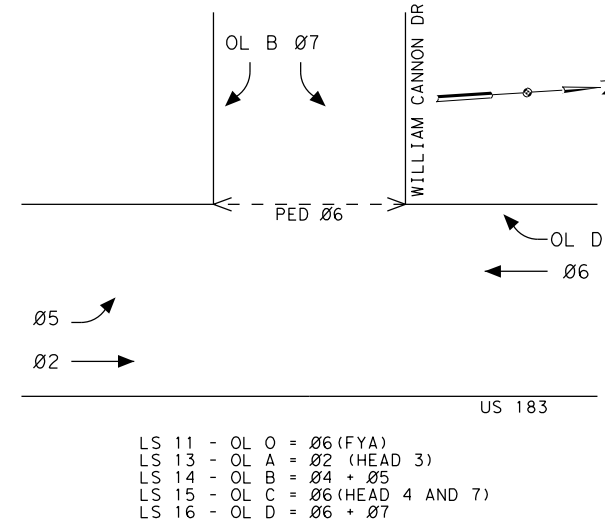 OL B Ø7
WILLIAM CANNON DR
PED Ø6
OL D
Ø6
Ø5
Ø2
US 183
LS 11 - OL O = Ø6(FYA)
LS 13 - OL A = Ø2 (HEAD 3)
LS 14 - OL B = Ø4 + Ø5
LS 15 - OL C = Ø6(HEAD 4 AND 7)
LS 16 - OL D = Ø6 + Ø7